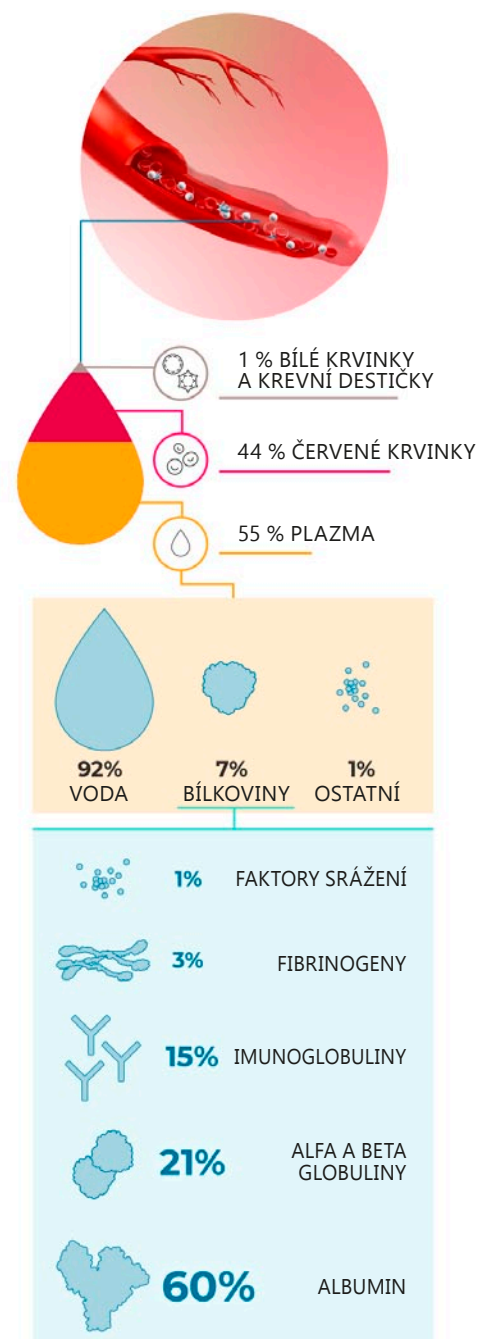 1 % BÍLÉ KRVINKY
A KREVNÍ DESTIČKY
44 % ČERVENÉ KRVINKY
55 % PLAZMA
92%
VODA
7%
BÍLKOVINY
1%
OSTATNÍ
1% FAKTORY SRÁŽENÍ
3% FIBRINOGENY
15% IMUNOGLOBULINY
21% ALFA A BETA
GLOBULINY
60% ALBUMIN